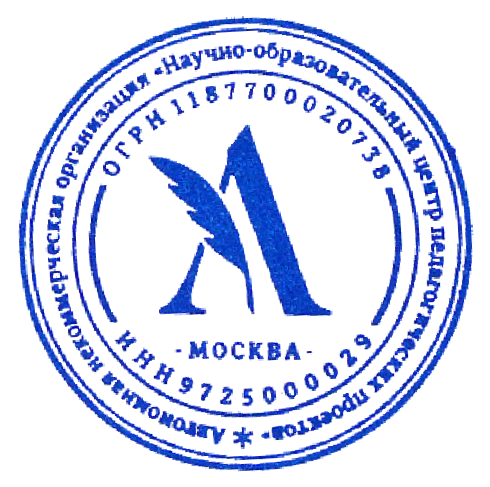 Автономная некоммерческая организация «Научно-образовательный центр педагогических проектов» *
ОГРН 1187700020738
- МОСКВА -
ИНН 9725000029